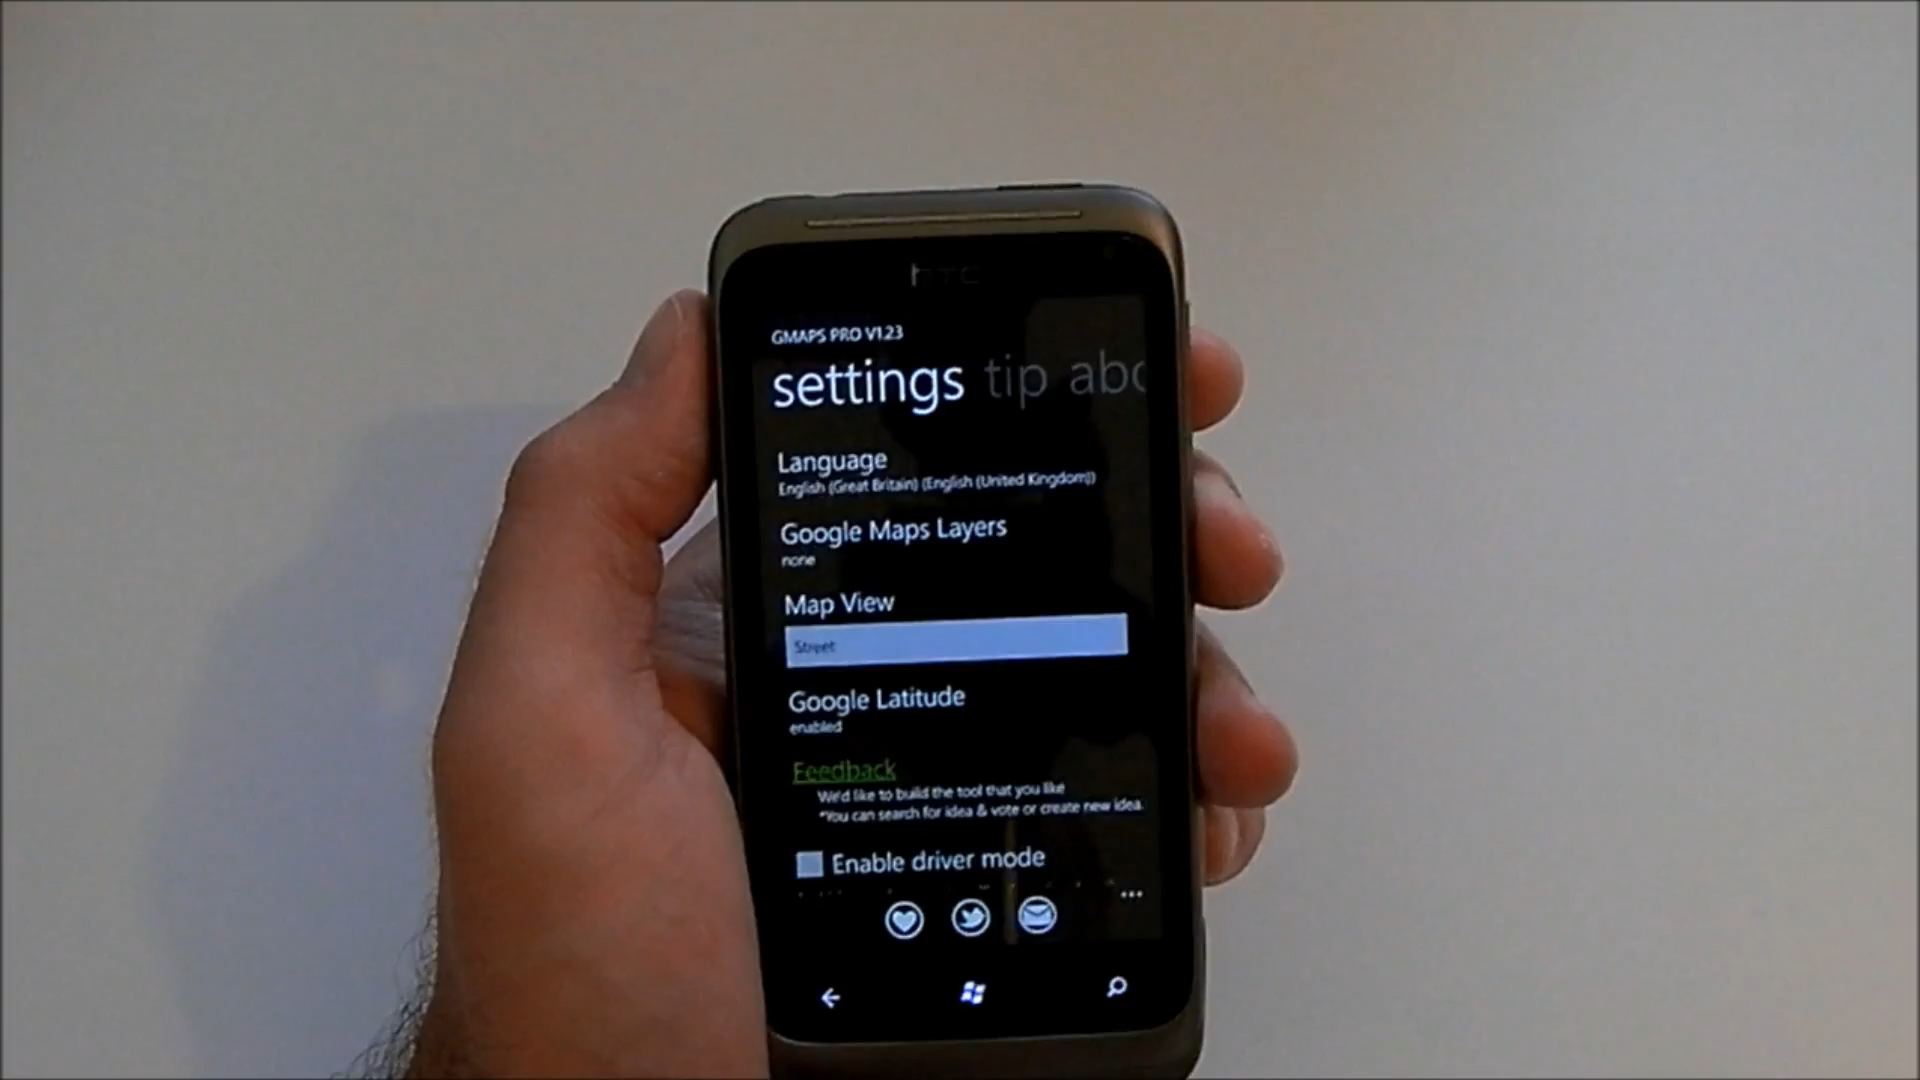 hTC
GMAPS PRO V1.23
settings tip abo
Language
English (Great Britain) (English (United Kingdom))
Google Maps Layers
none
Map View
Street
Google Latitude
enabled
Feedback
We'd like to build the tool that you like
*You can search for idea & vote or create new idea.
Enable driver mode